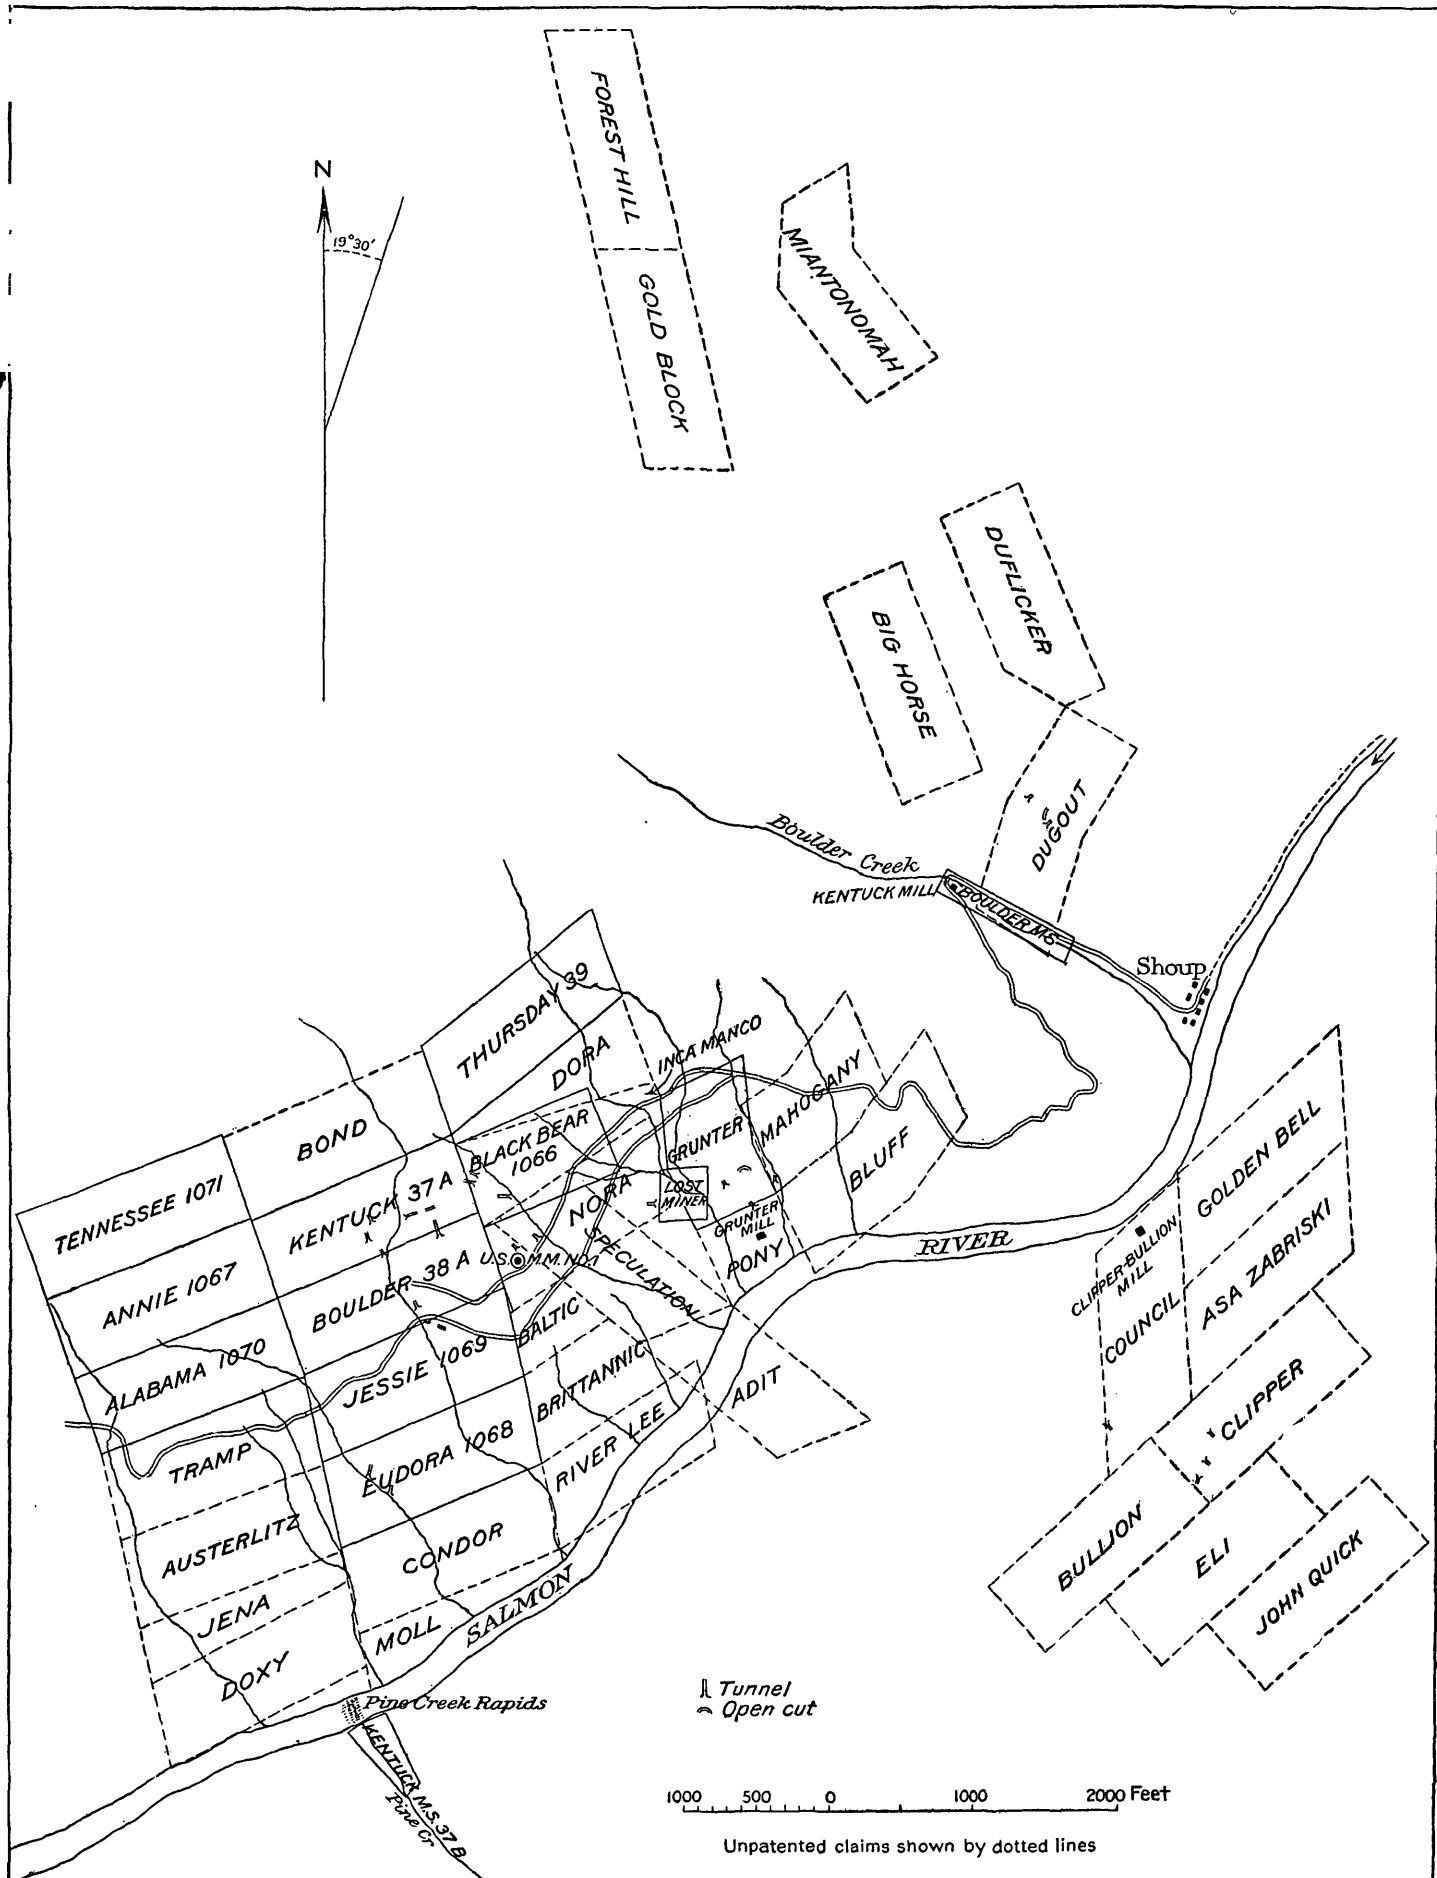 FOREST HILL
N
19°30'
MIANTONOMAH
GOLD BLOCK
DUFLICKER
BIG HORSE
DUGOUT
Boulder Creek
KENTUCK MILL
BOULDER M.S.
Shoup
THURSDAY 39
DORA
INCA MANCO
BOND
BLACK BEAR
1066
GRUNTER
MAHOGANY
BLUFF
GOLDEN BELL
TENNESSEE 1071
KENTUCK 37 A
NORA
LOST
MINER
GRUNTER
MILL
PONY
RIVER
CLIPPER-BULLION
MILL
ASA ZABRISKI
ANNIE 1067
BOULDER 38 A
U.S.M.M.NO.1
SPECULATION
COUNCIL
BALTIC
ALABAMA 1070
JESSIE 1069
BRITTANNIC
ADIT
CLIPPER
TRAMP
EUDORA 1068
RIVER LEE
BULLION
ELI
JOHN QUICK
AUSTERLITZ
CONDOR
JENA
MOLL
SALMON
DOXY
Pine Creek Rapids
Tunnel
Open cut
KENTUCK M.S. 37 B
Pine Cr
1000 500 0 1000 2000 Feet
Unpatented claims shown by dotted lines